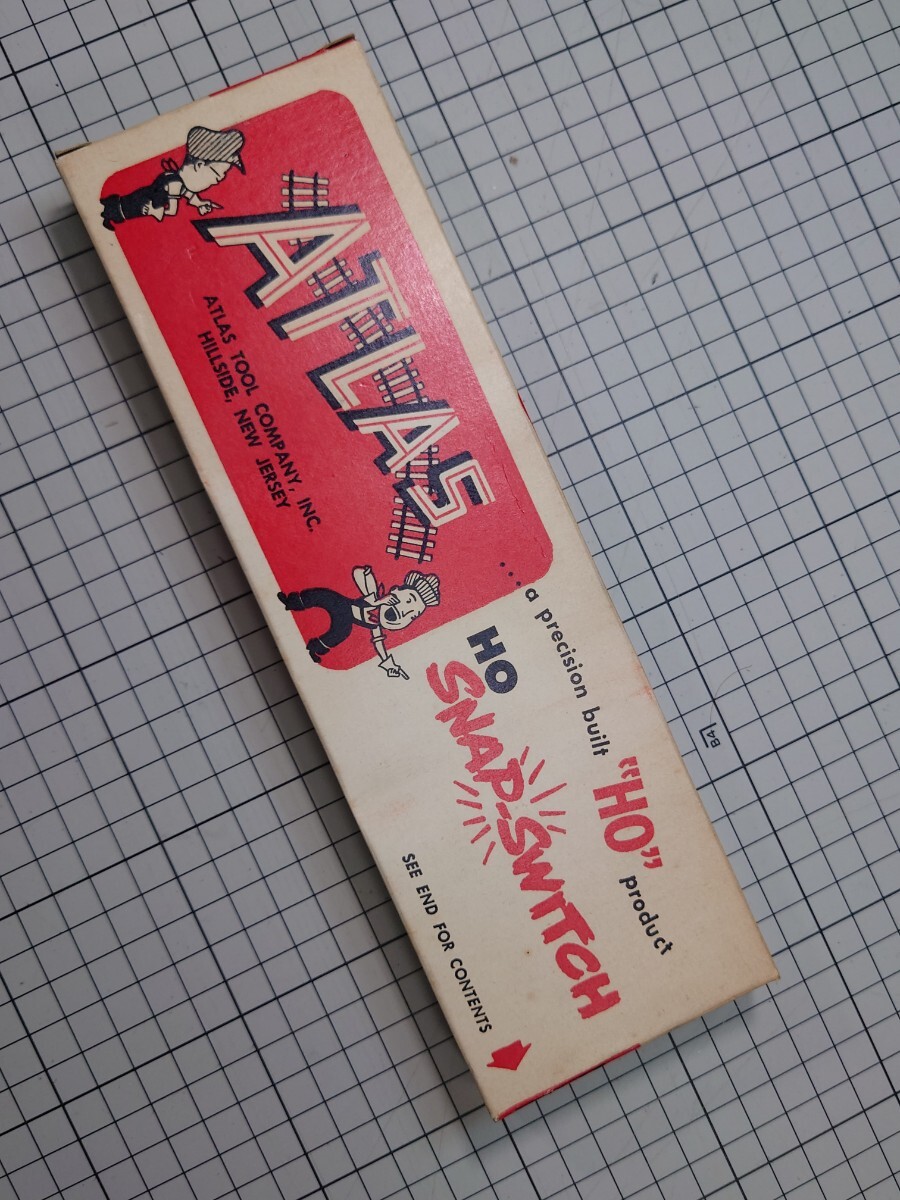 ATLAS
ATLAS TOOL COMPANY, INC.
HILLSIDE, NEW JERSEY
...a precision built "HO" product
HO
SNAP-SWITCH
SEE END FOR CONTENTS
B4